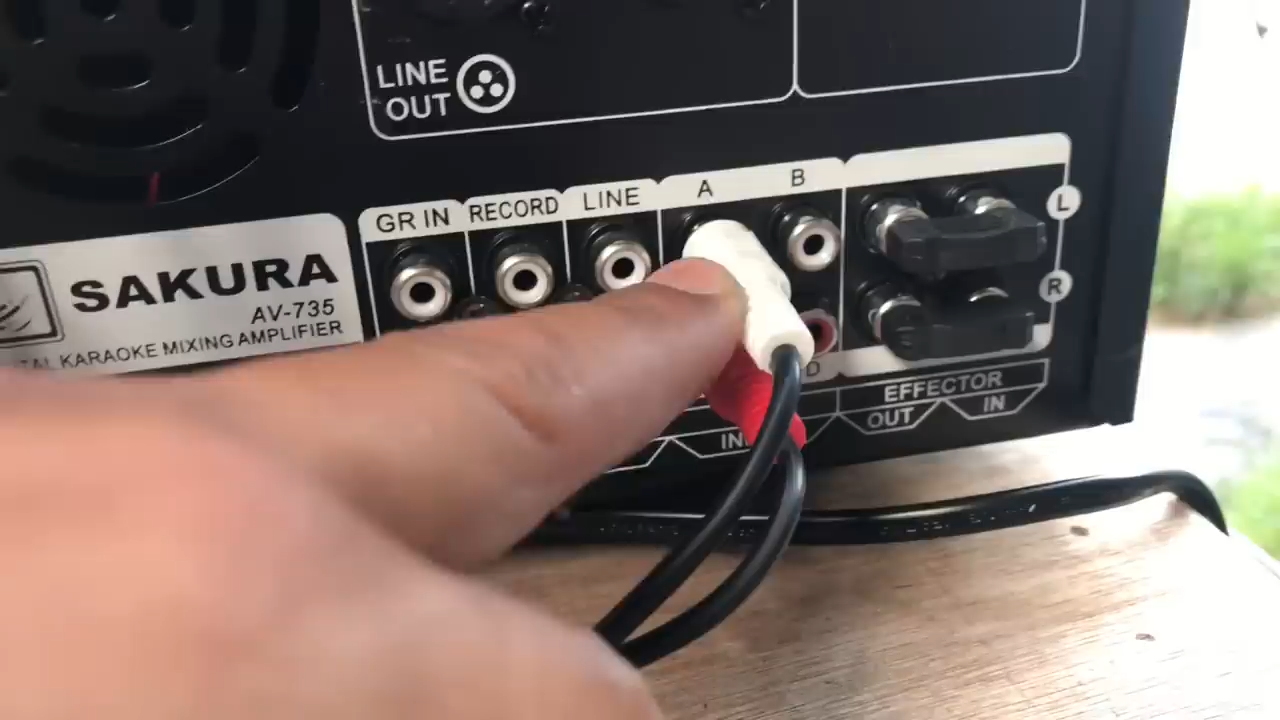 LINE
OUT
GR IN
RECORD
LINE
A
B
L
R
SAKURA
AV-735
KARAOKE MIXING AMPLIFIER
D
EFFECTOR
OUT
IN